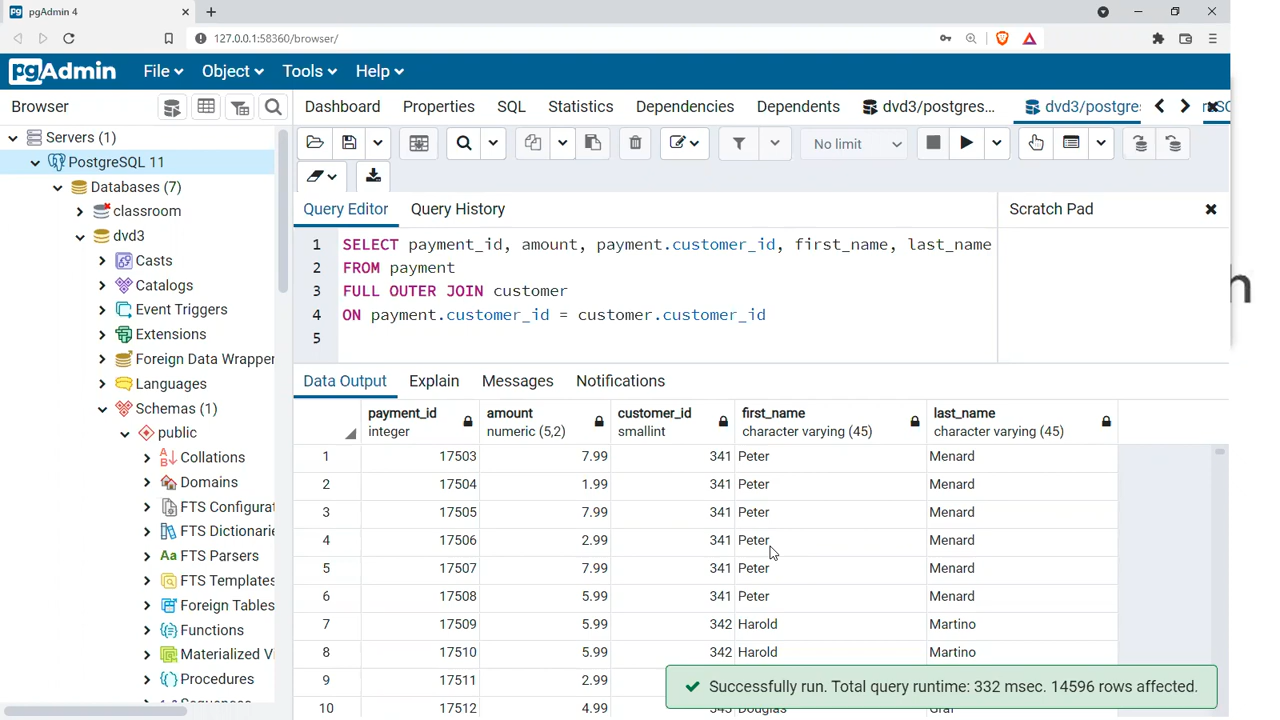 pgAdmin 4
127.0.0.1:58360/browser/
pgAdmin File Object Tools Help
Browser
Dashboard Properties SQL Statistics Dependencies Dependents dvd3/postgres... dvd3/postgre:
Servers (1)
PostgreSQL 11
Databases (7)
classroom
dvd3
Casts
Catalogs
Event Triggers
Extensions
Foreign Data Wrapper
Languages
Schemas (1)
public
Collations
Domains
FTS Configurat
FTS Dictionarie
Aa FTS Parsers
FTS Templates
Foreign Tables
Functions
Materialized Vi
Procedures
No limit
Query Editor Query History
Scratch Pad
1 SELECT payment_id, amount, payment.customer_id, first_name, last_name
2 FROM payment
3 FULL OUTER JOIN customer
4 ON payment.customer_id = customer.customer_id
5
Data Output Explain Messages Notifications
payment_id amount customer_id first_name last_name
integer numeric (5,2) smallint character varying (45) character varying (45)
1 17503 7.99 341 Peter Menard
2 17504 1.99 341 Peter Menard
3 17505 7.99 341 Peter Menard
4 17506 2.99 341 Peter Menard
5 17507 7.99 341 Peter Menard
6 17508 5.99 341 Peter Menard
7 17509 5.99 342 Harold Martino
8 17510 5.99 342 Harold Martino
9 17511 2.99
10 17512 4.99
Successfully run. Total query runtime: 332 msec. 14596 rows affected.